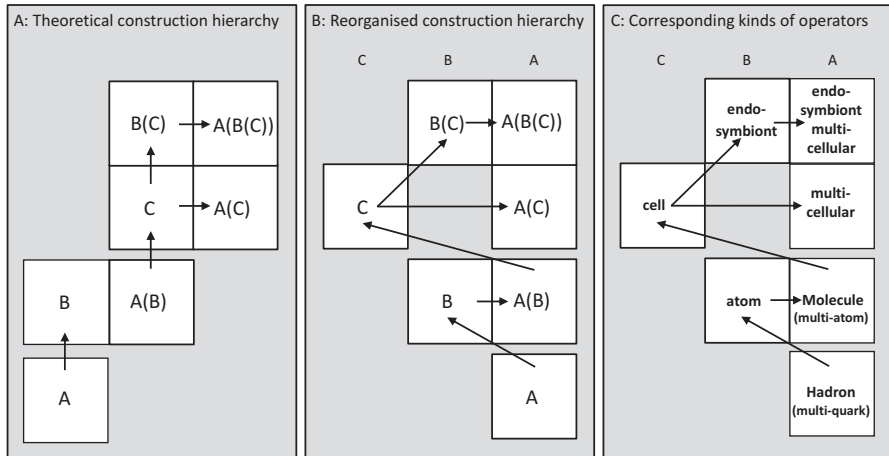 A: Theoretical construction hierarchy
B(C)
A(B(C))
C
A(C)
B
A(B)
A
B: Reorganised construction hierarchy
C
B
A
B(C)
A(B(C))
C
A(C)
B
A(B)
A
C: Corresponding kinds of operators
C
B
A
endo-
symbiont
endo-
symbiont
multi-
cellular
cell
multi-
cellular
atom
Molecule
(multi-atom)
Hadron
(multi-quark)